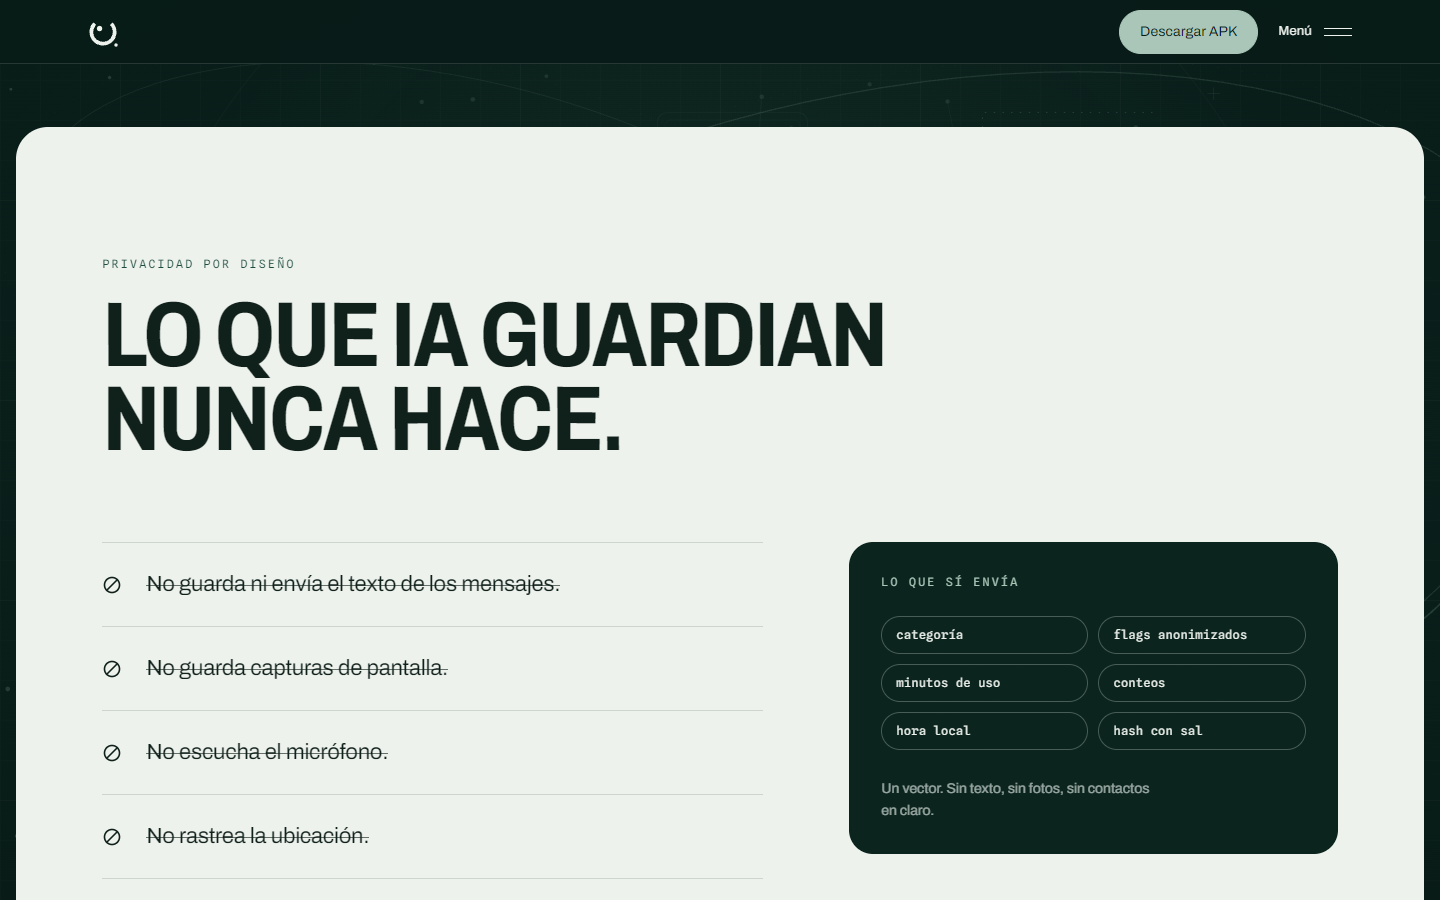 Descargar APK
Menú
PRIVACIDAD POR DISEÑO
LO QUE IA GUARDIAN
NUNCA HACE.
No guarda ni envía el texto de los mensajes.
No guarda capturas de pantalla.
No escucha el micrófono.
No rastrea la ubicación.
LO QUE SÍ ENVÍA
categoría
flags anonimizados
minutos de uso
conteos
hora local
hash con sal
Un vector. Sin texto, sin fotos, sin contactos
en claro.